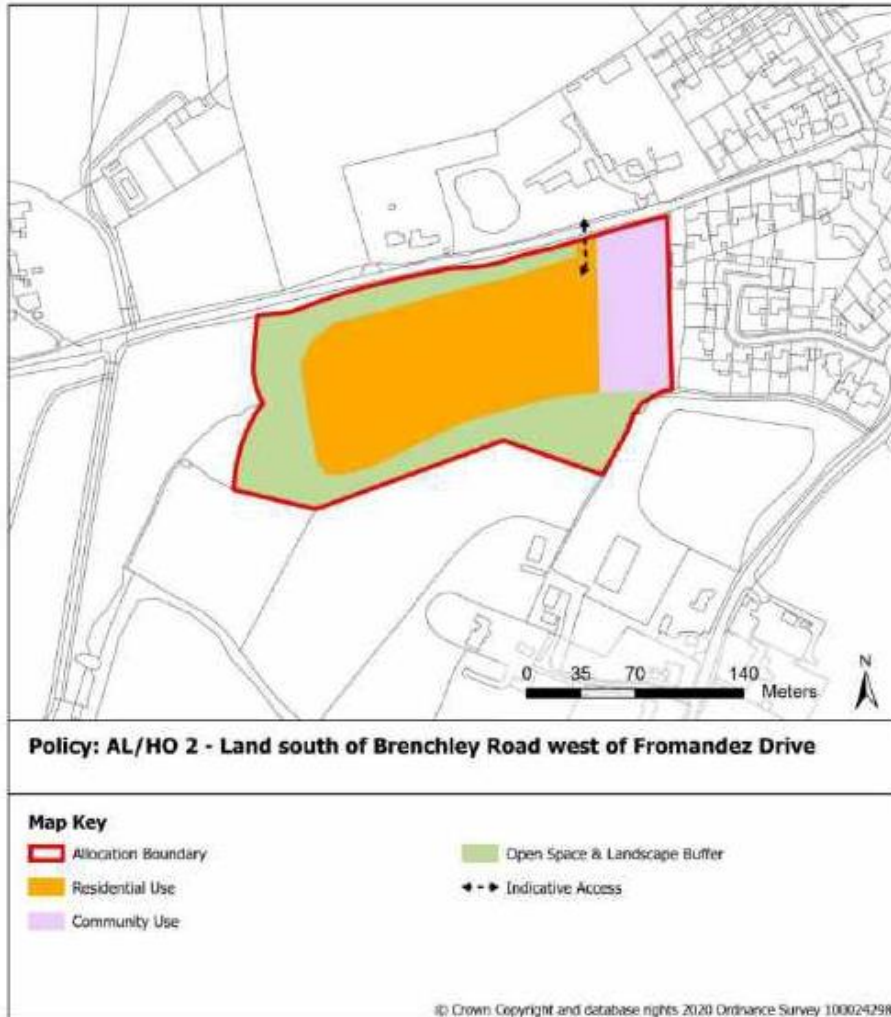 0 35 70 140
Meters
N
Policy: AL/HO 2 - Land south of Brenchley Road west of Fromandez Drive
Map Key
Allocation Boundary
Residential Use
Community Use
Open Space & Landscape Buffer
Indicative Access
© Crown Copyright and database rights 2020 Ordnance Survey 100024298